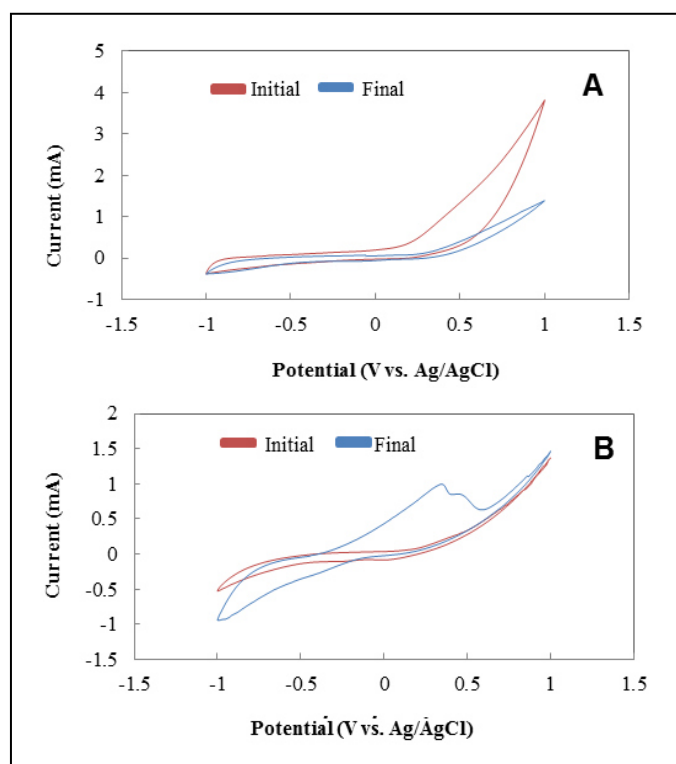 A
Initial Final
5
4
3
2
1
0
-1
-1.5 -1 -0.5 0 0.5 1 1.5
Current (mA)
Potential (V vs. Ag/AgCl)
B
Initial Final
2
1.5
1
0.5
0
-0.5
-1
-1.5
-1.5 -1 -0.5 0 0.5 1 1.5
Current (mA)
Potential (V vs. Ag/AgCl)